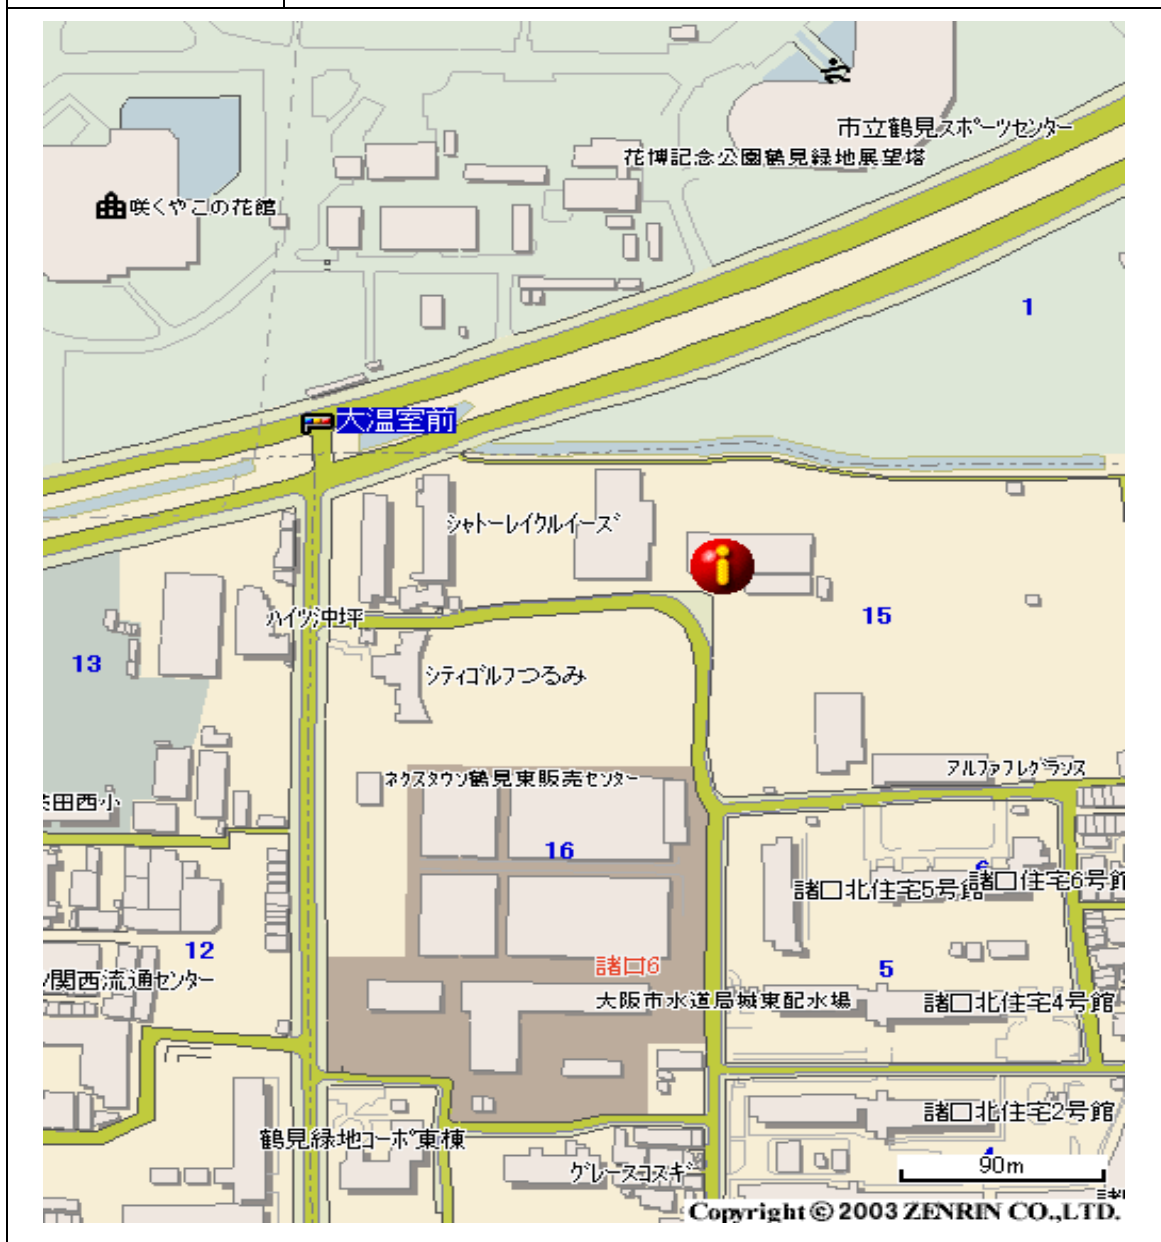 市立鶴見スポーツセンター
花博記念公園鶴見緑地展望塔
咲くやこの花館
1
大温室前
シャトーレイクルイーズ
15
ハイツ沖坪
13
シティゴルフつるみ
アルファフレグランス
ネクスタウン鶴見東販売センター
田西小
16
6
諸口北住宅5号館
諸口住宅6号館
12
諸口6
5
関西流通センター
大阪市水道局城東配水場
諸口北住宅4号館
諸口北住宅2号館
鶴見緑地コーポ東棟
4
グレースコスギ
90m
Copyright © 2003 ZENRIN CO.,LTD.